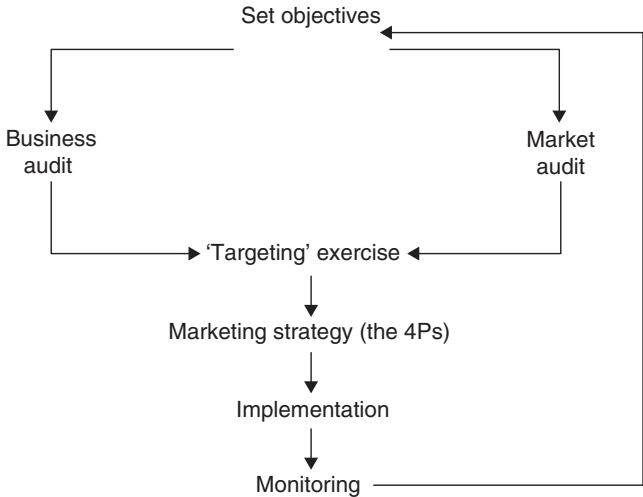 Set objectives
Business
audit
Market
audit
‘Targeting’ exercise
Marketing strategy (the 4Ps)
Implementation
Monitoring